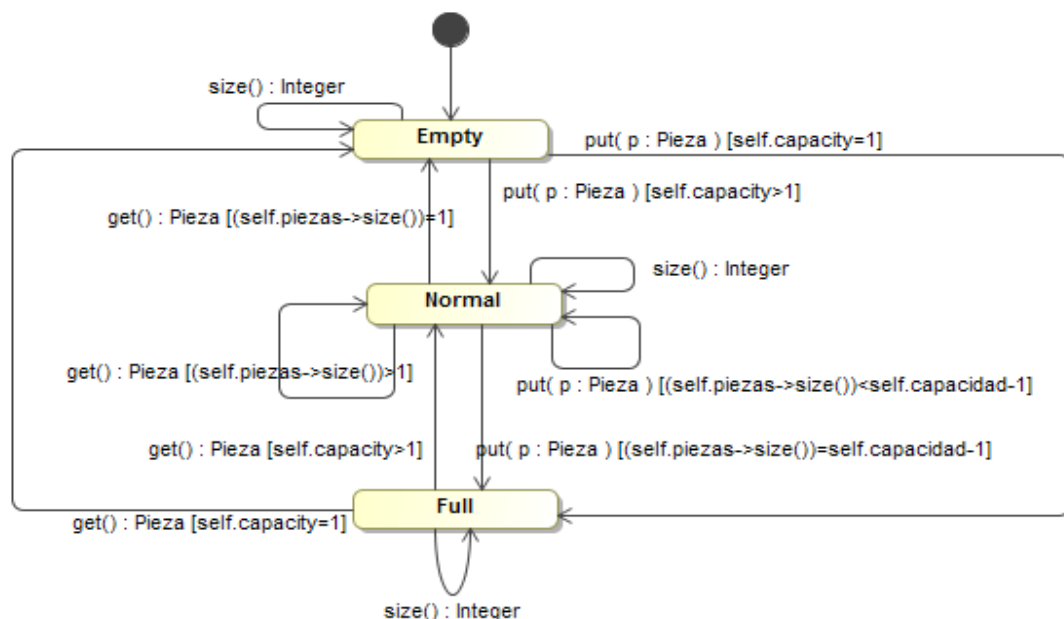 size() : Integer
Empty
put( p : Pieza ) [self.capacity=1]
put( p : Pieza ) [self.capacity>1]
get() : Pieza [(self.piezas->size())=1]
size() : Integer
Normal
get() : Pieza [(self.piezas->size())>1]
put( p : Pieza ) [(self.piezas->size())<self.capacidad-1]
get() : Pieza [self.capacity>1]
put( p : Pieza ) [(self.piezas->size())=self.capacidad-1]
Full
get() : Pieza [self.capacity=1]
size() : Integer